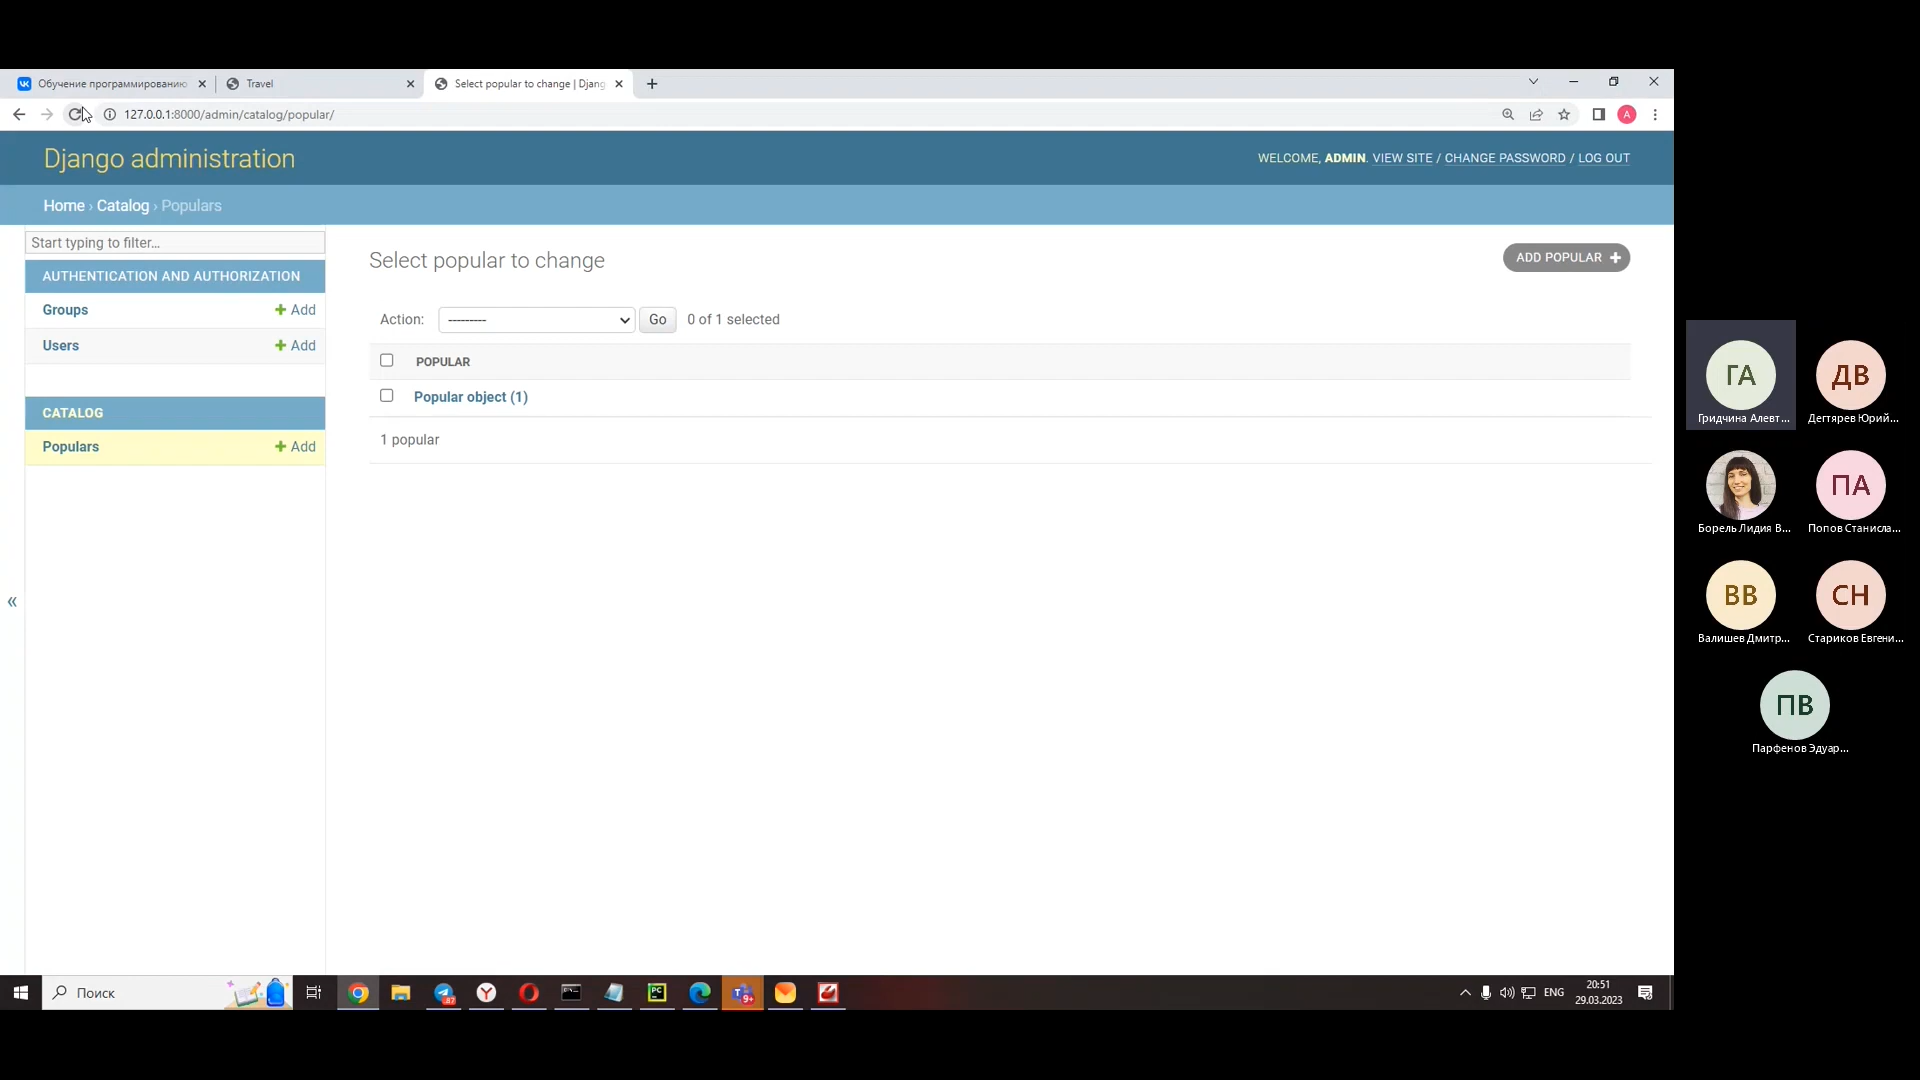 Обучение программированию
Travel
Select popular to change | Djang
127.0.0.1:8000/admin/catalog/popular/
A
Django administration
WELCOME, ADMIN. VIEW SITE / CHANGE PASSWORD / LOG OUT
Home › Catalog › Populars
Start typing to filter…
AUTHENTICATION AND AUTHORIZATION
Groups
Add
Users
Add
CATALOG
Populars
Add
«
Select popular to change
ADD POPULAR
Action:
---------
Go
0 of 1 selected
POPULAR
Popular object (1)
1 popular
ГА
Гридчина Алевт...
ДВ
Дегтярев Юрий...
Борель Лидия В...
ПА
Попов Станисла...
ВВ
Валишев Дмитр...
СН
Стариков Евгени...
ПВ
Парфенов Эдуар...
Поиск
87
PC
9+
ENG
20:51
29.03.2023